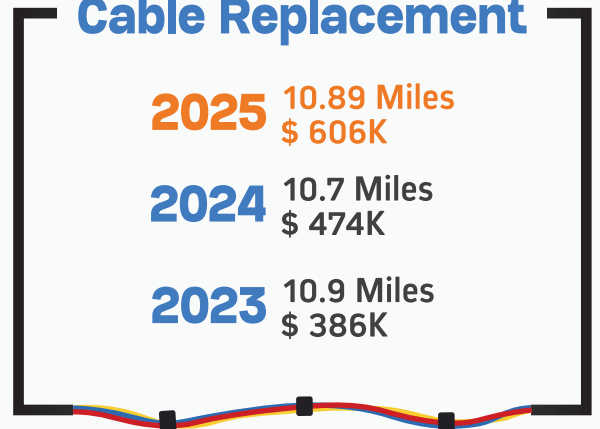 Cable Replacement
2025
10.89 Miles
$ 606K
2024
10.7 Miles
$ 474K
2023
10.9 Miles
$ 386K